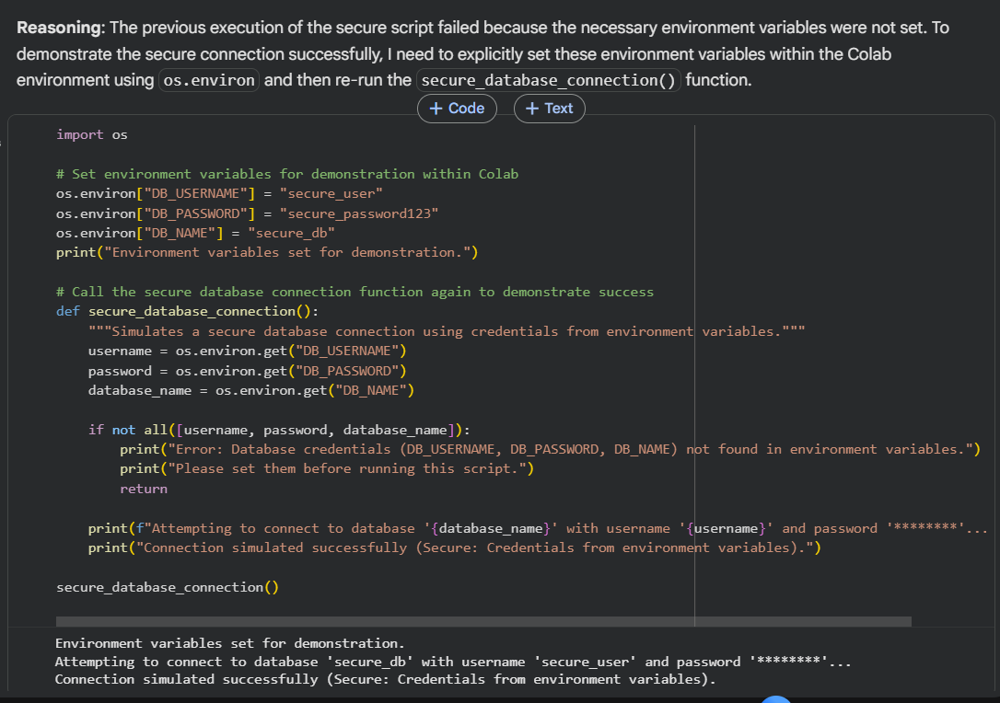 Reasoning: The previous execution of the secure script failed because the necessary environment variables were not set. To
demonstrate the secure connection successfully, I need to explicitly set these environment variables within the Colab
environment using os.environ and then re-run the secure_database_connection() function.
+ Code + Text
import os
# Set environment variables for demonstration within Colab
os.environ["DB_USERNAME"] = "secure_user"
os.environ["DB_PASSWORD"] = "secure_password123"
os.environ["DB_NAME"] = "secure_db"
print("Environment variables set for demonstration.")
# Call the secure database connection function again to demonstrate success
def secure_database_connection():
    """Simulates a secure database connection using credentials from environment variables."""
    username = os.environ.get("DB_USERNAME")
    password = os.environ.get("DB_PASSWORD")
    database_name = os.environ.get("DB_NAME")
    if not all([username, password, database_name]):
        print("Error: Database credentials (DB_USERNAME, DB_PASSWORD, DB_NAME) not found in environment variables.")
        print("Please set them before running this script.")
        return
    print(f"Attempting to connect to database '{database_name}' with username '{username}' and password '********'...
    print("Connection simulated successfully (Secure: Credentials from environment variables).")
secure_database_connection()
Environment variables set for demonstration.
Attempting to connect to database 'secure_db' with username 'secure_user' and password '********'...
Connection simulated successfully (Secure: Credentials from environment variables).